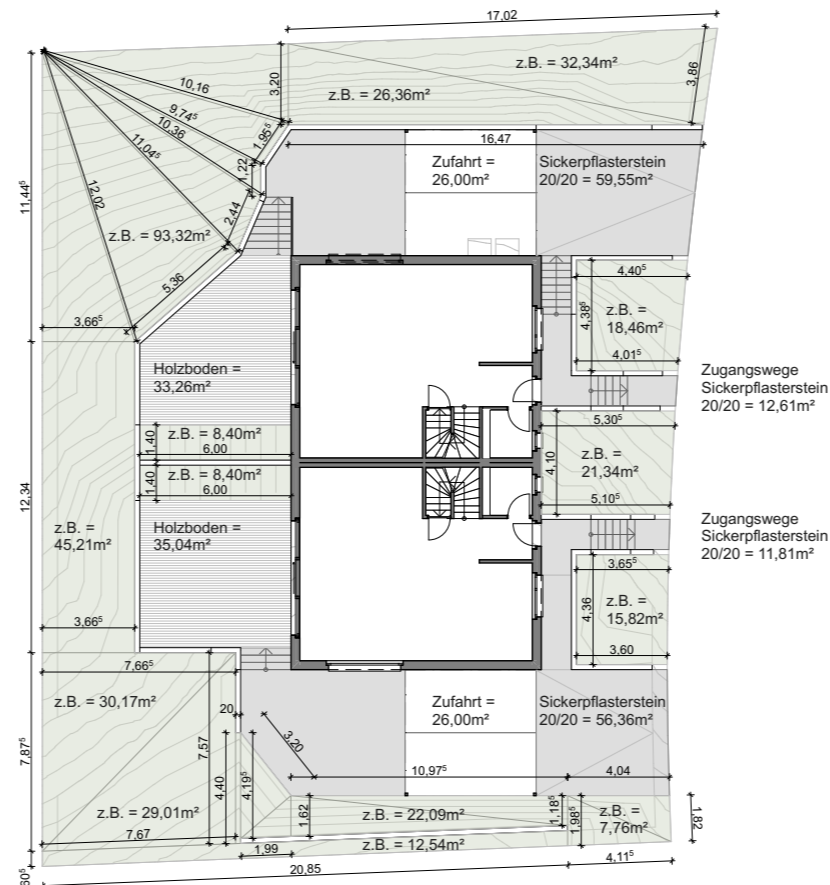 17,02
z.B. = 32,34m²
3,86
3,20
z.B. = 26,36m²
10,16
9,74⁵
10,36
11,04⁵
12,02
1,95⁵
1,22
2,44
16,47
Zufahrt =
26,00m²
Sickerpflasterstein
20/20 = 59,55m²
11,44⁵
z.B. = 93,32m²
5,36
3,66⁵
4,40⁵
4,38⁵
z.B. =
18,46m²
4,01⁵
Holzboden =
33,26m²
Zugangswege
Sickerpflasterstein
20/20 = 12,61m²
1,40
z.B. = 8,40m²
6,00
5,30⁵
4,10
z.B. =
21,34m²
5,10⁵
1,40
z.B. = 8,40m²
6,00
12,34
z.B. =
45,21m²
Holzboden =
35,04m²
Zugangswege
Sickerpflasterstein
20/20 = 11,81m²
3,65⁵
4,36
z.B. =
15,82m²
3,60
3,66⁵
7,66⁵
z.B. = 30,17m²
20
3,20
Zufahrt =
26,00m²
Sickerpflasterstein
20/20 = 56,36m²
7,87⁵
7,57
4,40
4,19⁵
10,97⁵
4,04
z.B. = 29,01m²
7,67
1,62
z.B. = 22,09m²
1,18⁵
1,98⁵
z.B. =
7,76m²
1,82
1,99
z.B. = 12,54m²
60⁵
20,85
4,11⁵